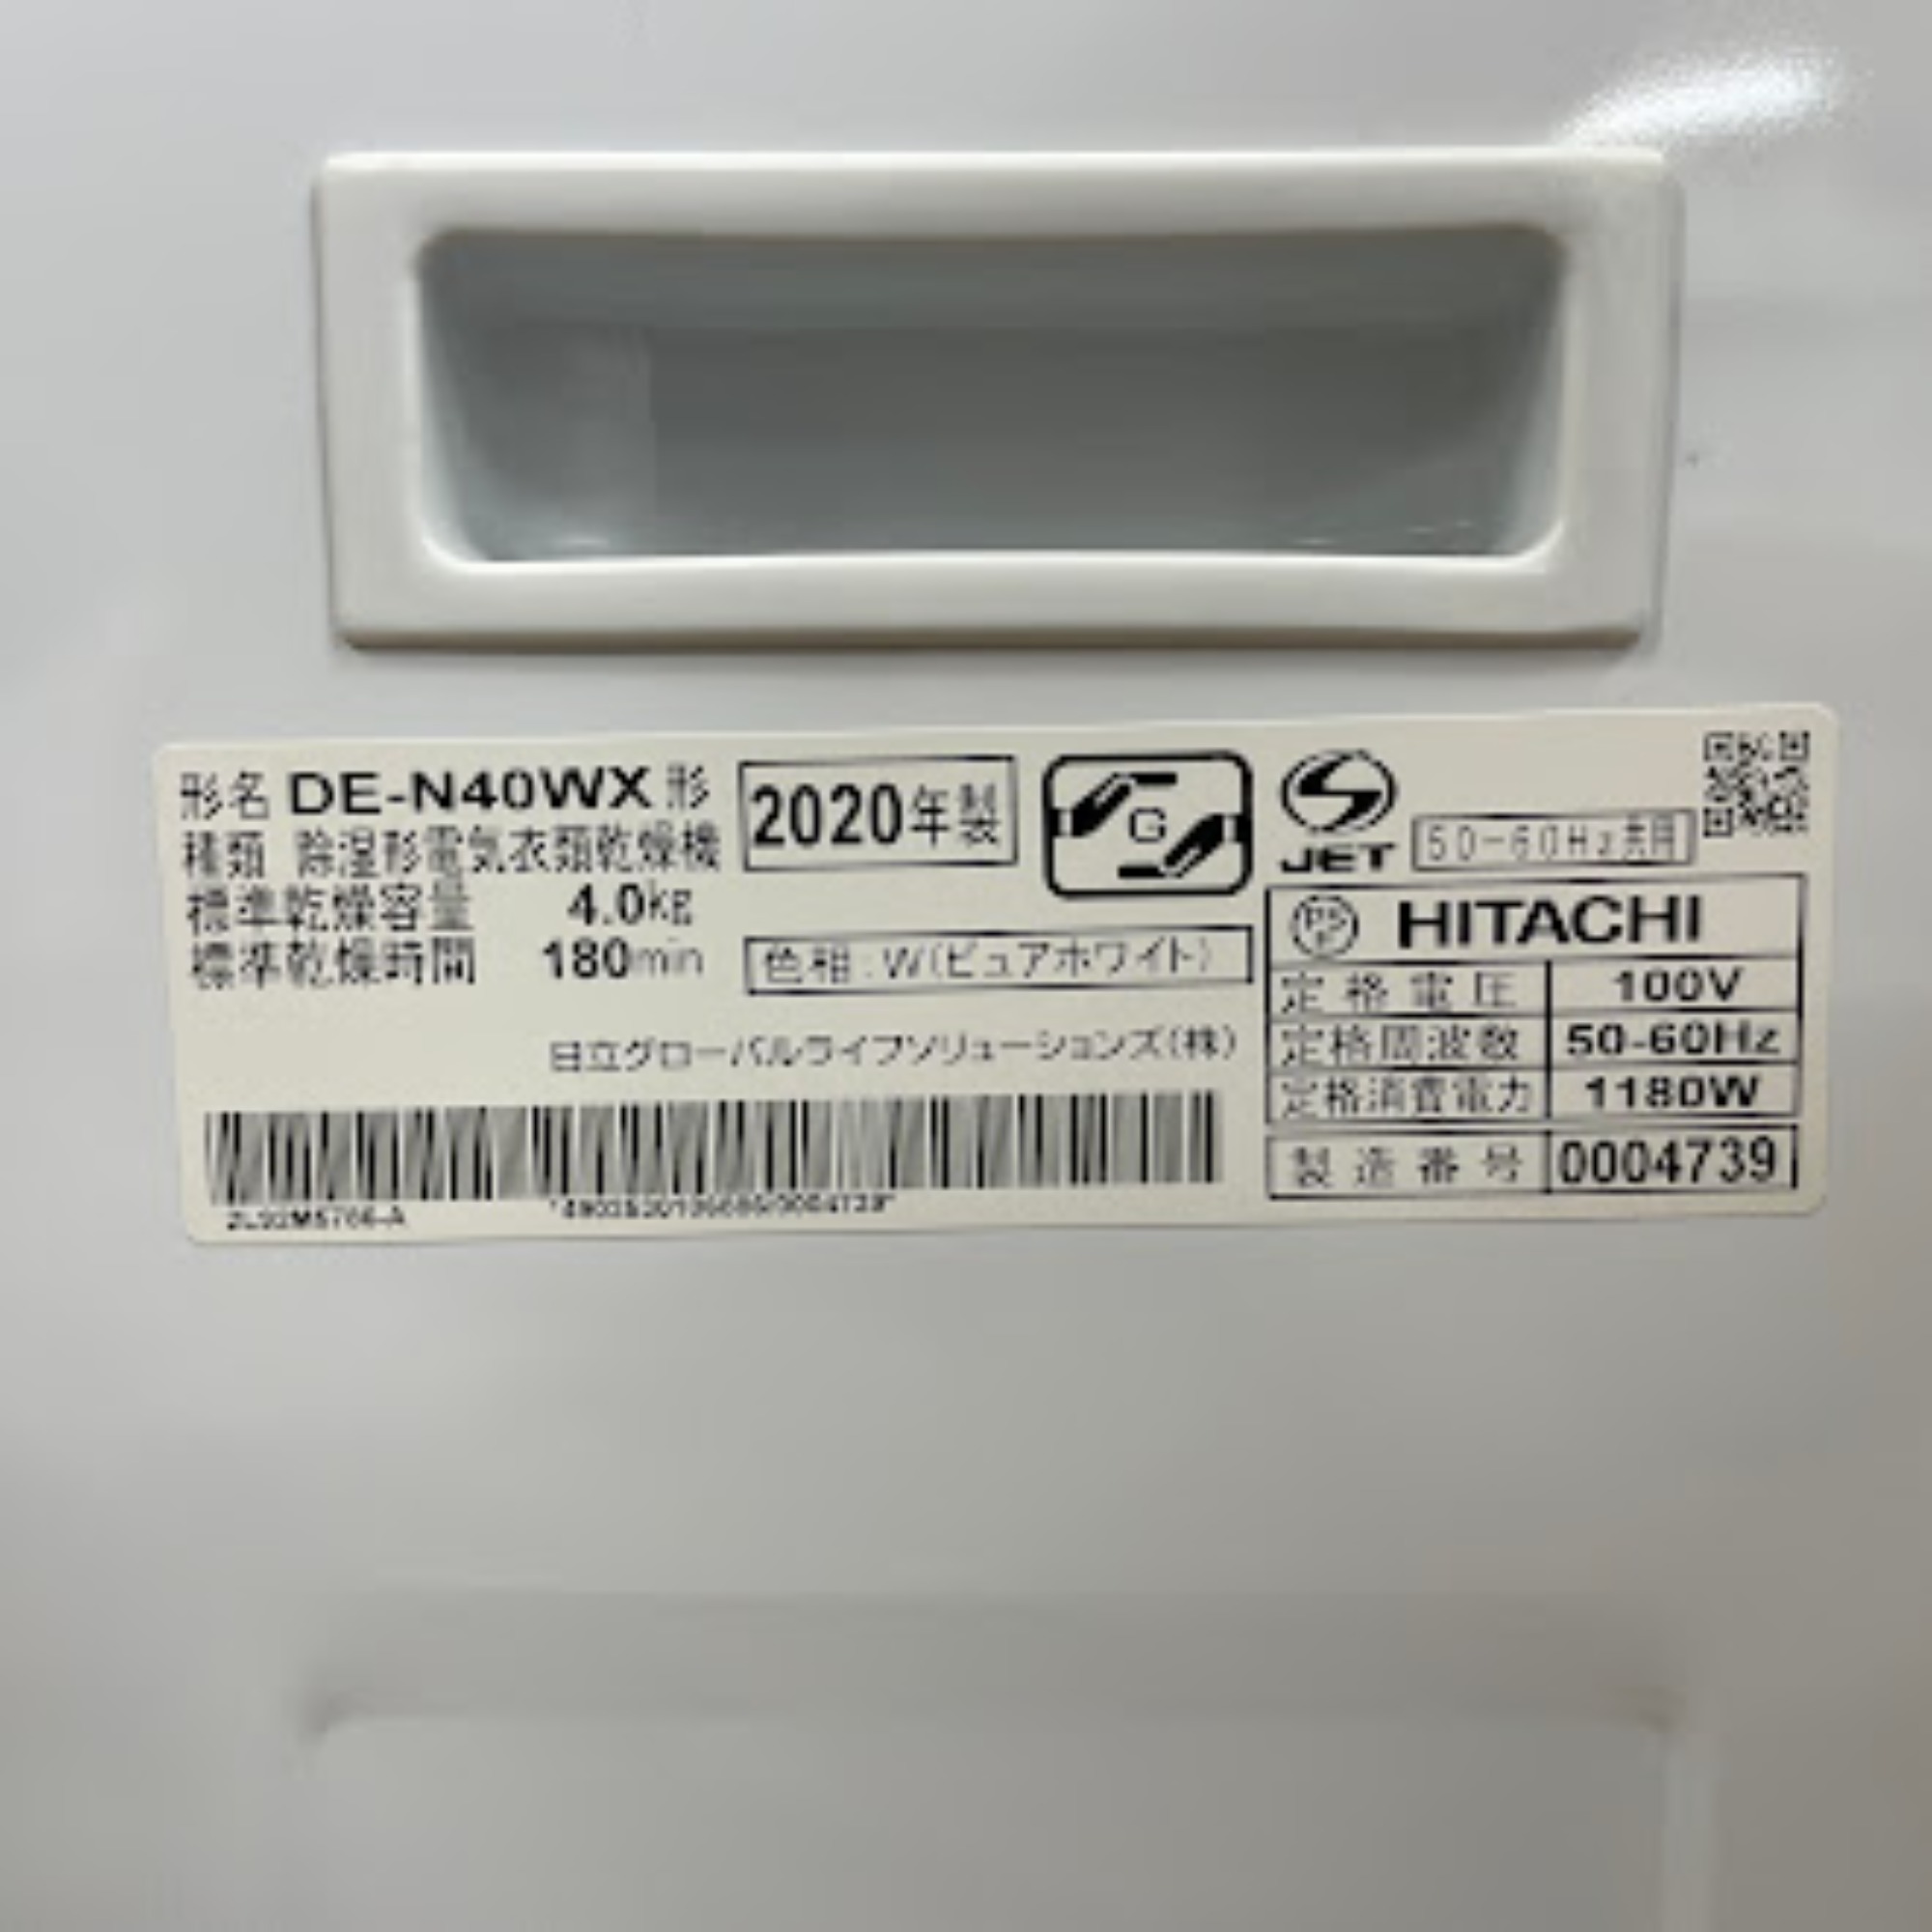 形名 DE-N40WX 形
種類 除湿形電気衣類乾燥機
標準乾燥容量 4.0kg
標準乾燥時間 180min
2020年製
G
色相:W(ピュアホワイト)
日立グローバルライフソリューションズ(株)
JET
50-60Hz共用
PS E HITACHI
定格電圧 100V
定格周波数 50-60Hz
定格消費電力 1180W
製造番号 0004739